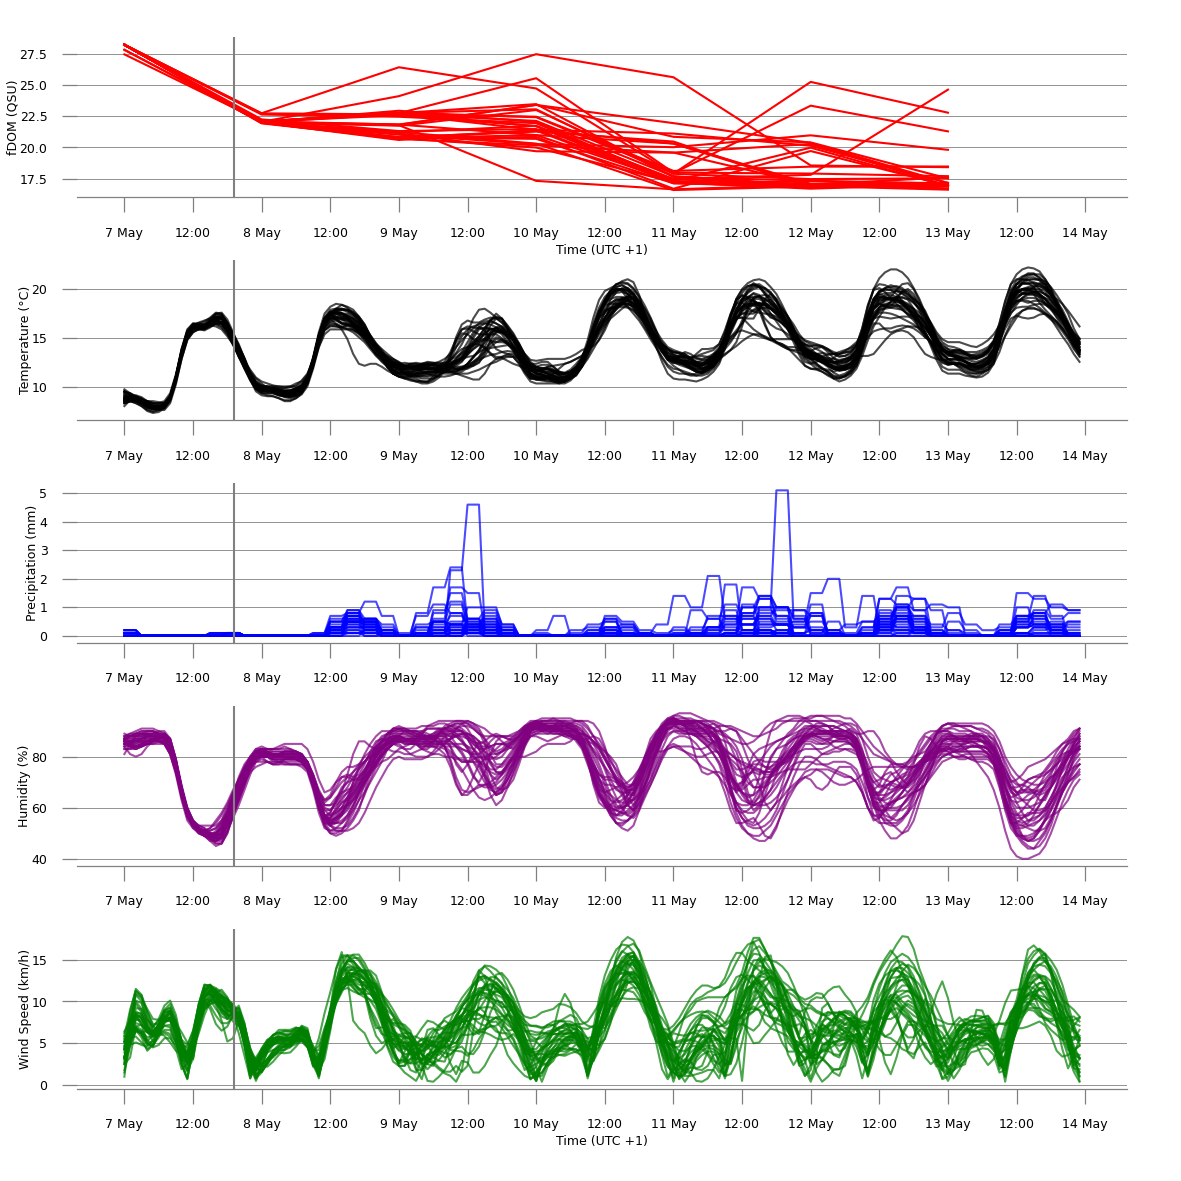 27.5
25.0
22.5
20.0
17.5
fDOM (QSU)
7 May 12:00 8 May 12:00 9 May 12:00 10 May 12:00 11 May 12:00 12 May 12:00 13 May 12:00 14 May
Time (UTC +1)
20
15
10
Temperature (°C)
7 May 12:00 8 May 12:00 9 May 12:00 10 May 12:00 11 May 12:00 12 May 12:00 13 May 12:00 14 May
5
4
3
2
1
0
Precipitation (mm)
7 May 12:00 8 May 12:00 9 May 12:00 10 May 12:00 11 May 12:00 12 May 12:00 13 May 12:00 14 May
80
60
40
Humidity (%)
7 May 12:00 8 May 12:00 9 May 12:00 10 May 12:00 11 May 12:00 12 May 12:00 13 May 12:00 14 May
15
10
5
0
Wind Speed (km/h)
7 May 12:00 8 May 12:00 9 May 12:00 10 May 12:00 11 May 12:00 12 May 12:00 13 May 12:00 14 May
Time (UTC +1)